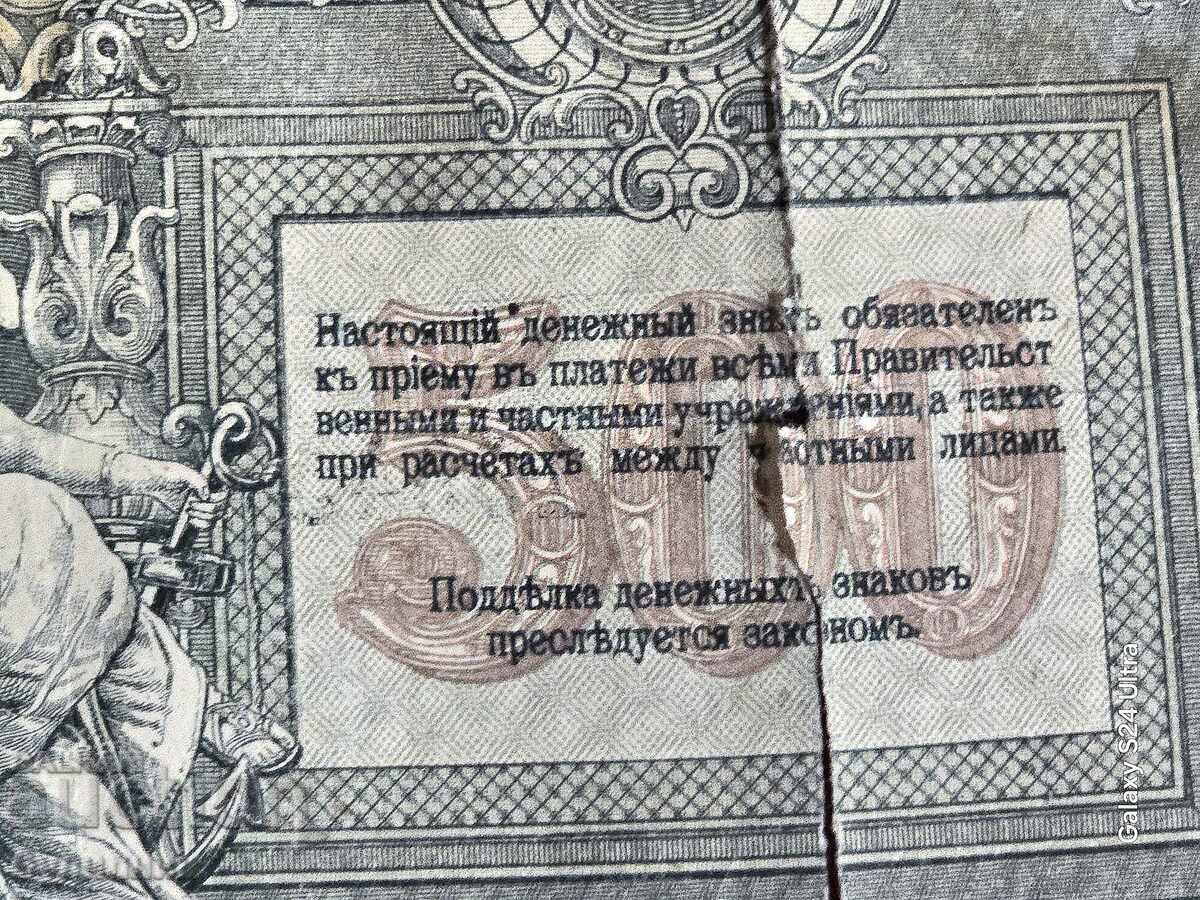 Настоящій денежный знакъ обязателенъ
къ пріему въ платежи всѣми Правительст
венными и частными учрежденіями, а также
при расчетахъ между частными лицами.
500
Поддѣлка денежныхъ знаковъ
преслѣдуется закономъ.
Galaxy S24 Ultra